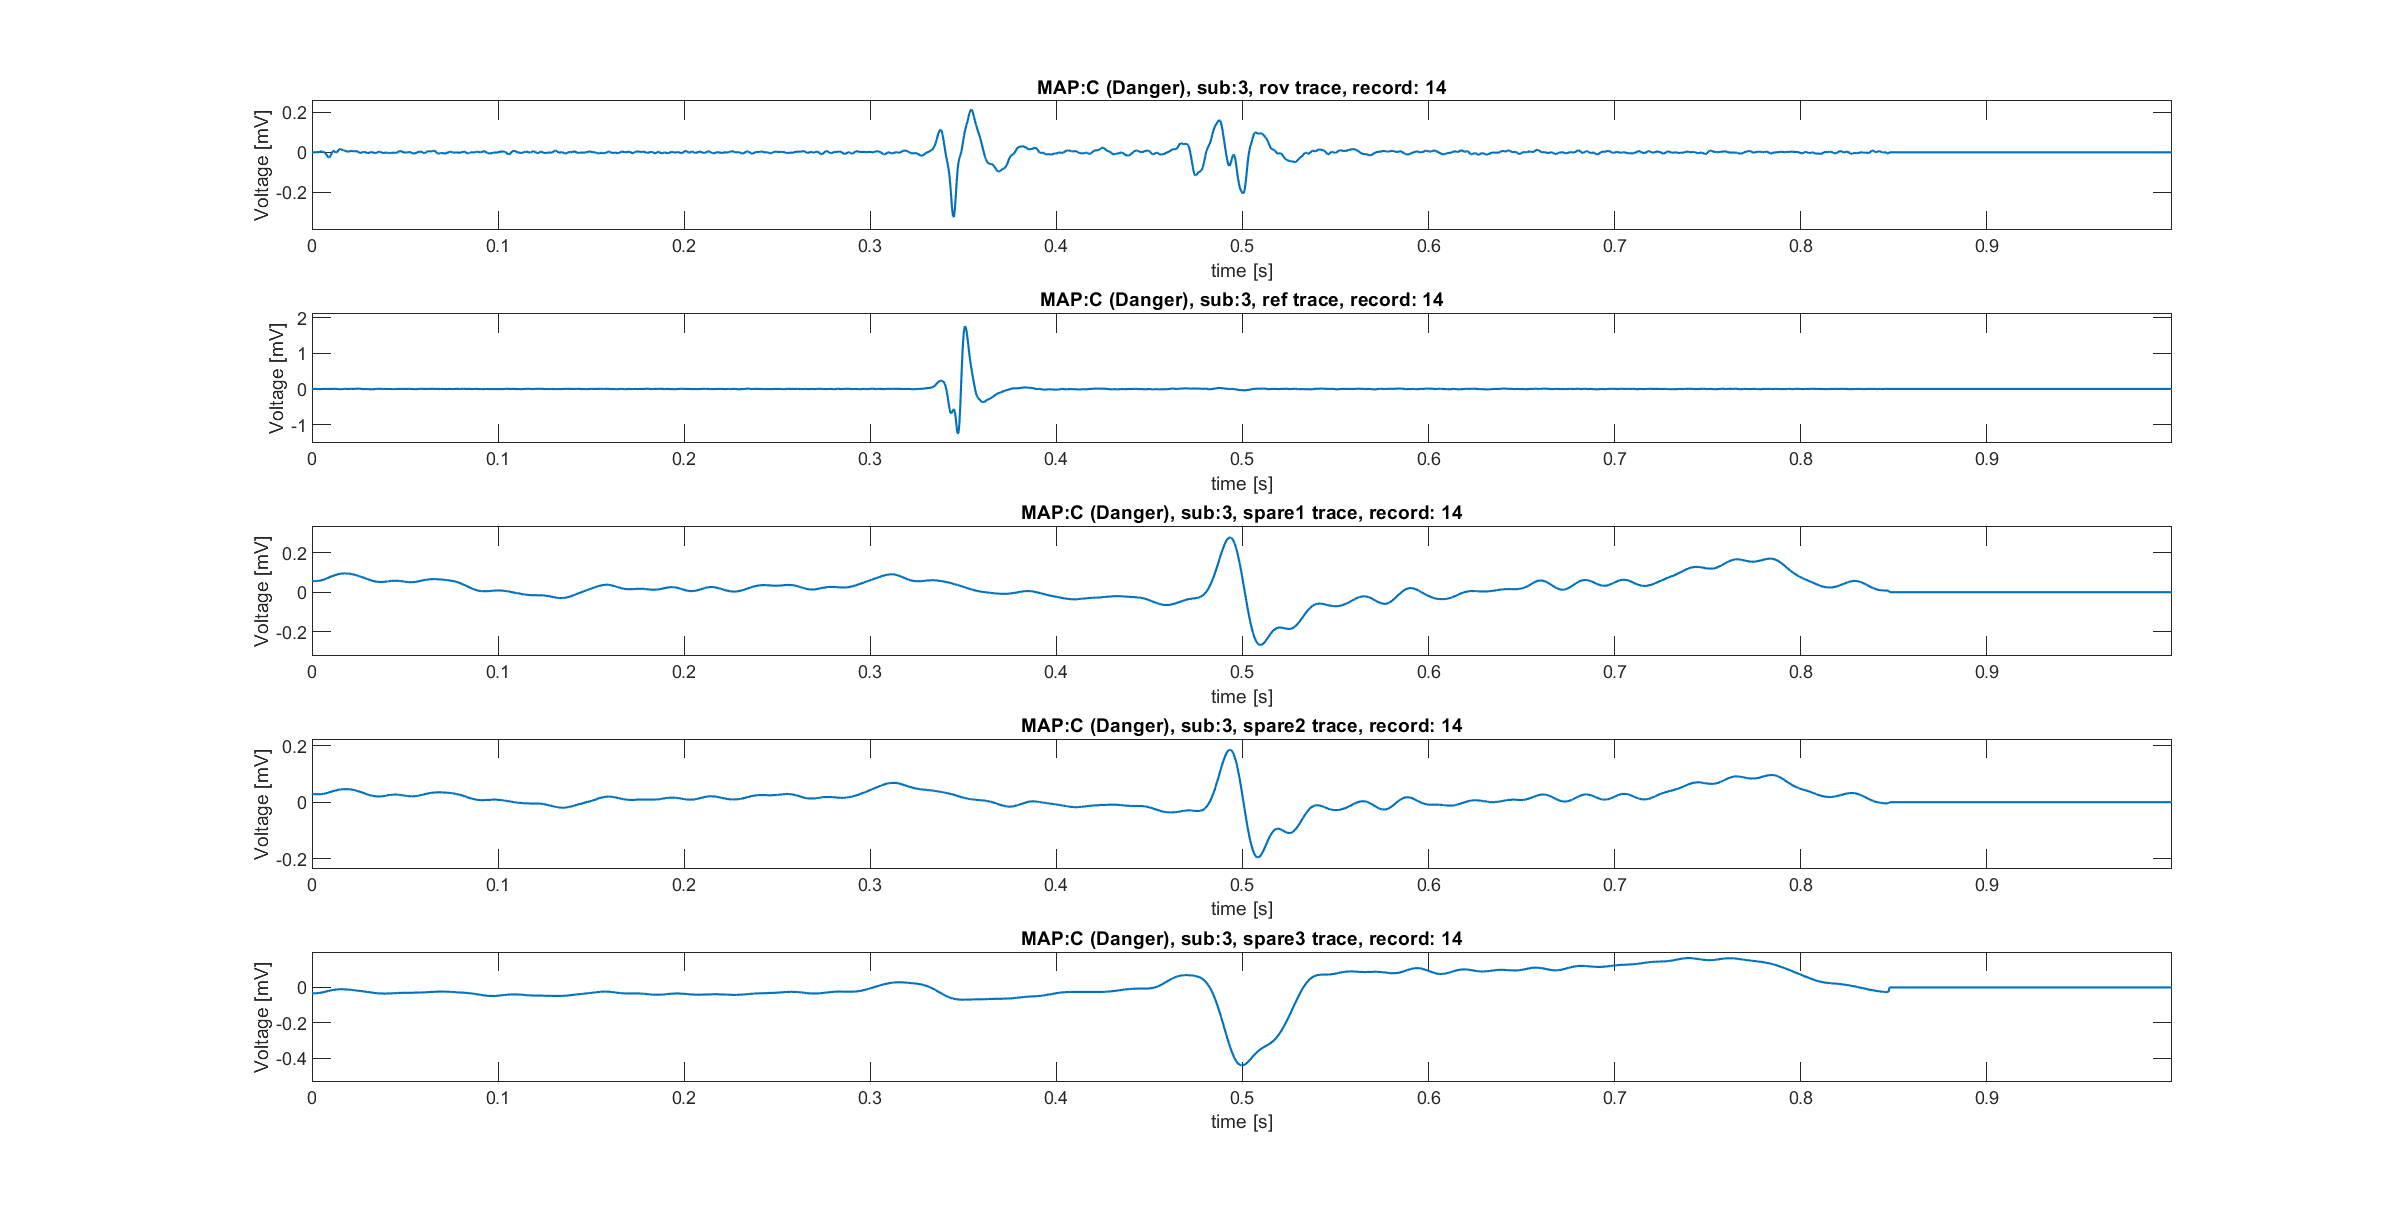 MAP:C (Danger), sub:3, rov trace, record: 14
Voltage [mV]
0.2
0
-0.2
0 0.1 0.2 0.3 0.4 0.5 0.6 0.7 0.8 0.9
time [s]
MAP:C (Danger), sub:3, ref trace, record: 14
Voltage [mV]
2
1
0
-1
0 0.1 0.2 0.3 0.4 0.5 0.6 0.7 0.8 0.9
time [s]
MAP:C (Danger), sub:3, spare1 trace, record: 14
Voltage [mV]
0.2
0
-0.2
0 0.1 0.2 0.3 0.4 0.5 0.6 0.7 0.8 0.9
time [s]
MAP:C (Danger), sub:3, spare2 trace, record: 14
Voltage [mV]
0.2
0
-0.2
0 0.1 0.2 0.3 0.4 0.5 0.6 0.7 0.8 0.9
time [s]
MAP:C (Danger), sub:3, spare3 trace, record: 14
Voltage [mV]
0
-0.2
-0.4
0 0.1 0.2 0.3 0.4 0.5 0.6 0.7 0.8 0.9
time [s]